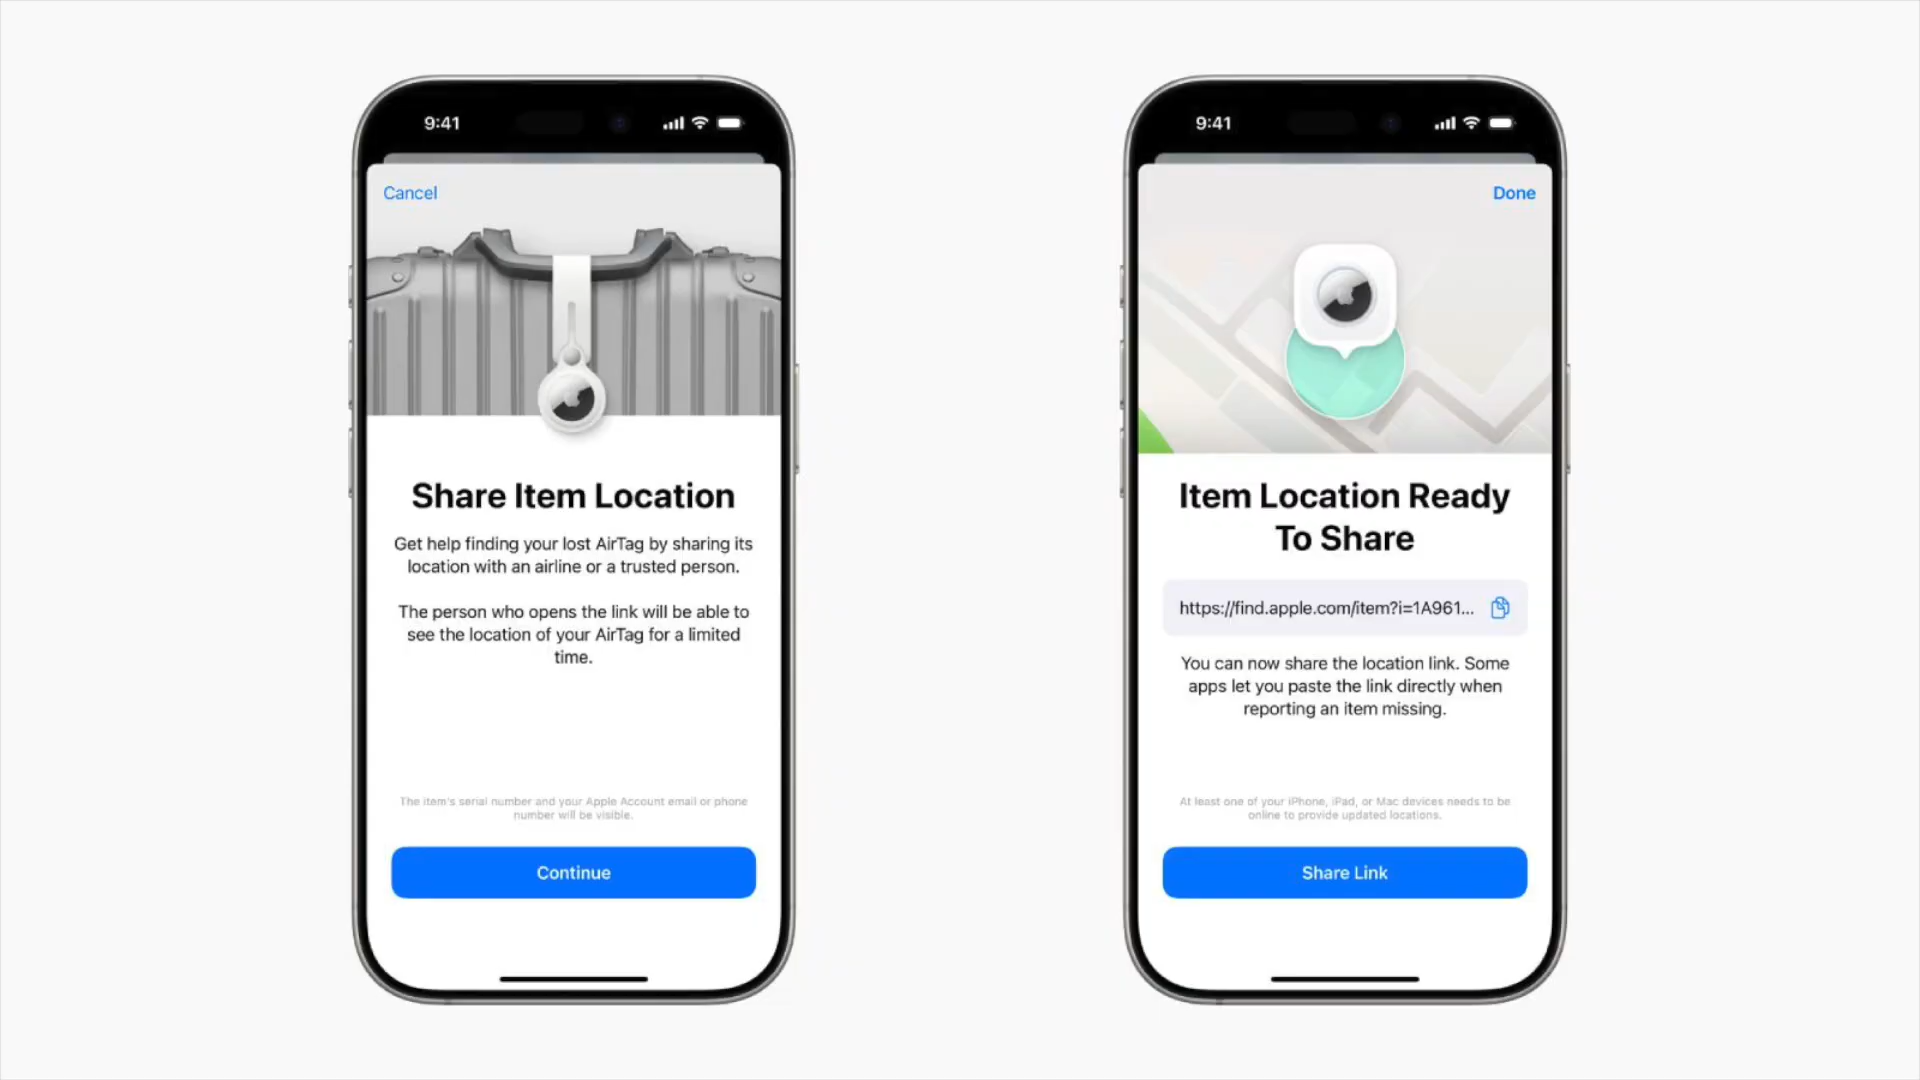 9:41
Cancel
Share Item Location
Get help finding your lost AirTag by sharing its
location with an airline or a trusted person.
The person who opens the link will be able to
see the location of your AirTag for a limited
time.
The item's serial number and your Apple Account email or phone
number will be visible.
Continue
9:41
Done
Item Location Ready
To Share
https://find.apple.com/item?i=1A961...
You can now share the location link. Some
apps let you paste the link directly when
reporting an item missing.
At least one of your iPhone, iPad, or Mac devices needs to be
online to provide updated locations.
Share Link